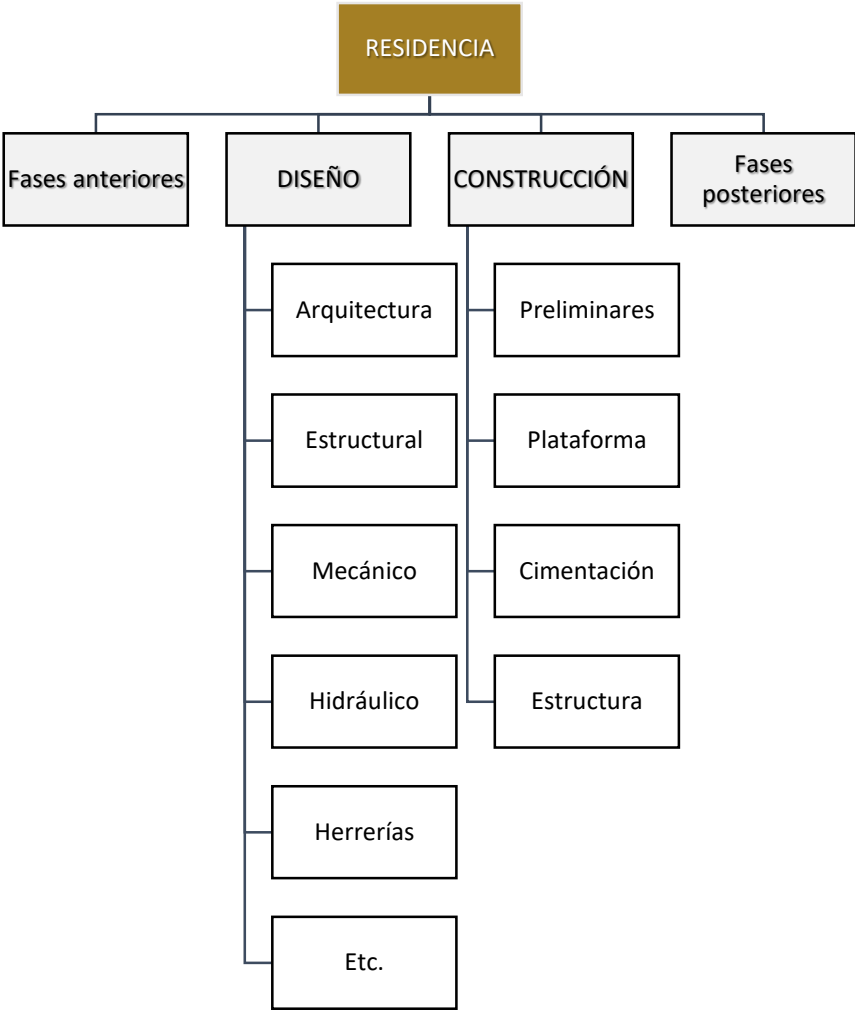 RESIDENCIA
Fases anteriores
DISEÑO
CONSTRUCCIÓN
Fases
posteriores
Arquitectura
Estructural
Mecánico
Hidráulico
Herrerías
Etc.
Preliminares
Plataforma
Cimentación
Estructura